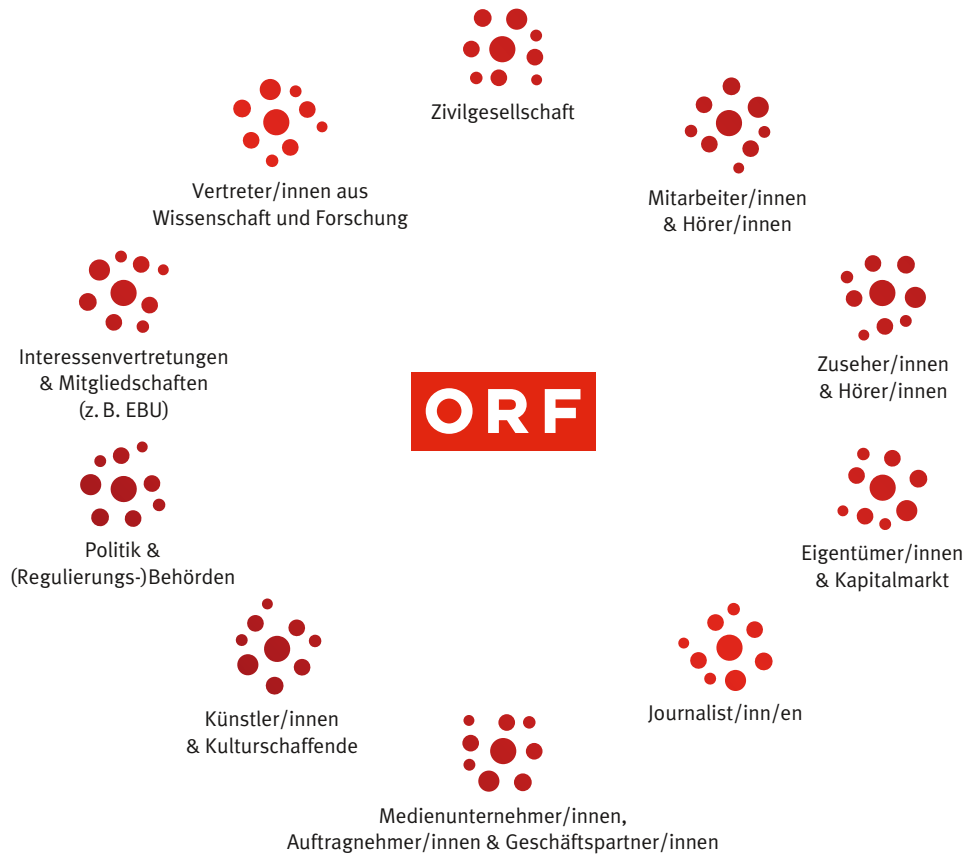 Zivilgesellschaft
Vertreter/innen aus
Wissenschaft und Forschung
Mitarbeiter/innen
& Hörer/innen
Interessenvertretungen
& Mitgliedschaften
(z. B. EBU)
Zuseher/innen
& Hörer/innen
ORF
Politik &
(Regulierungs-)Behörden
Eigentümer/innen
& Kapitalmarkt
Künstler/innen
& Kulturschaffende
Journalist/inn/en
Medienunternehmer/innen,
Auftragnehmer/innen & Geschäftspartner/innen